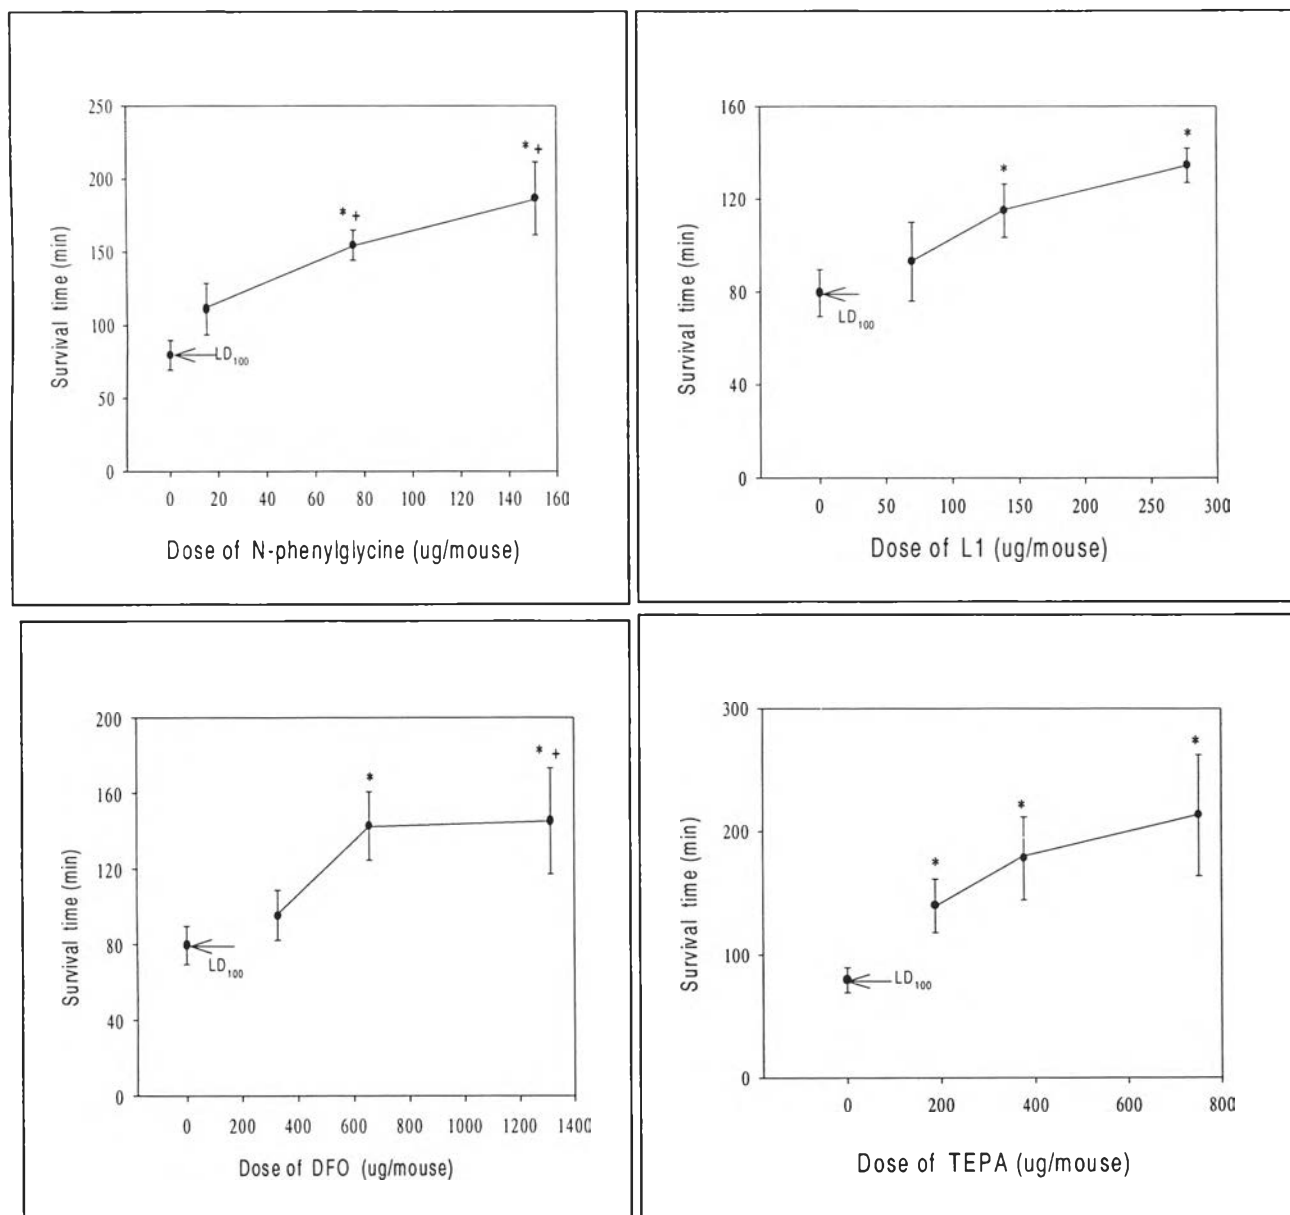 250
200
150
100
50
0
Survival time (min)
* +
* +
LD100
0 20 40 60 80 100 120 140 160
Dose of N-phenylglycine (ug/mouse)
160
120
80
40
0
Survival time (min)
*
*
LD100
0 50 100 150 200 250 300
Dose of L1 (ug/mouse)
200
160
120
80
40
0
Survival time (min)
* +
*
LD100
0 200 400 600 800 1000 1200 1400
Dose of DFO (ug/mouse)
300
200
100
0
Survival time (min)
*
*
*
LD100
0 200 400 600 800
Dose of TEPA (ug/mouse)